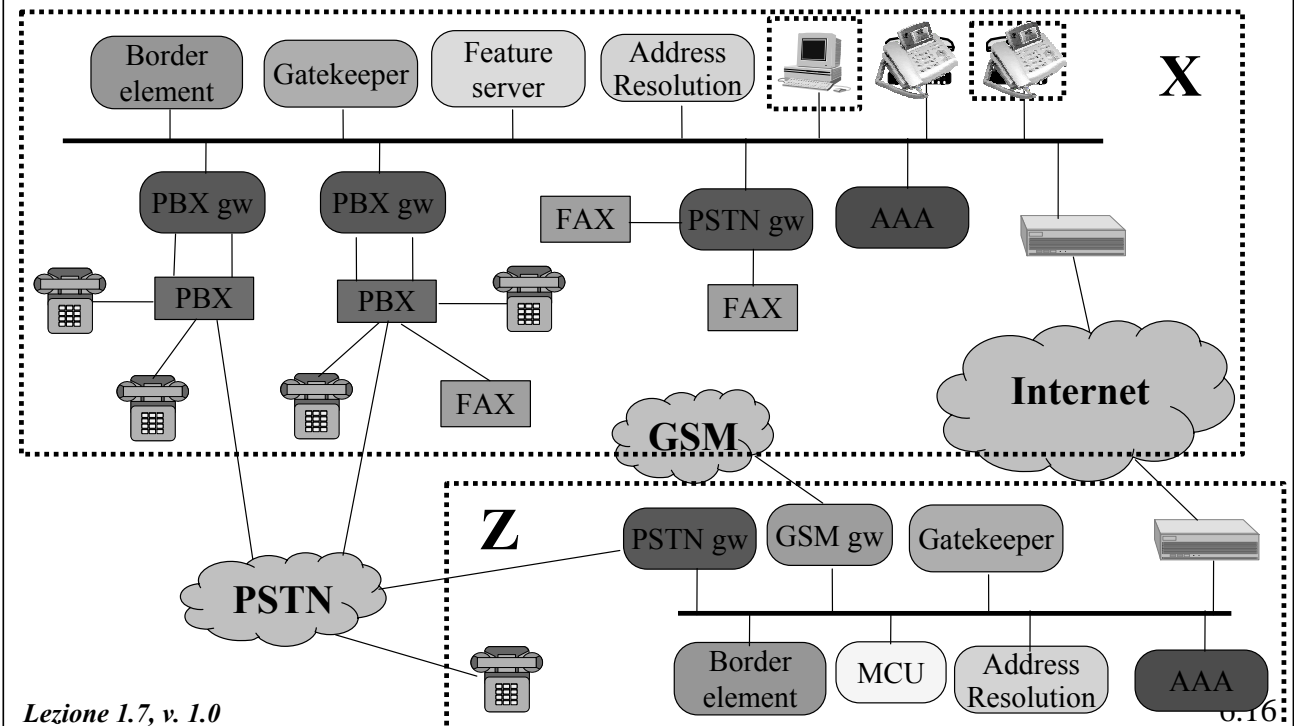 Border
element
Gatekeeper
Feature
server
Address
Resolution
X
PBX gw
PBX gw
FAX
PSTN gw
AAA
PBX
PBX
FAX
FAX
Internet
GSM
Z
PSTN gw
GSM gw
Gatekeeper
PSTN
Border
element
MCU
Address
Resolution
AAA
Lezione 1.7, v. 1.0
6.16